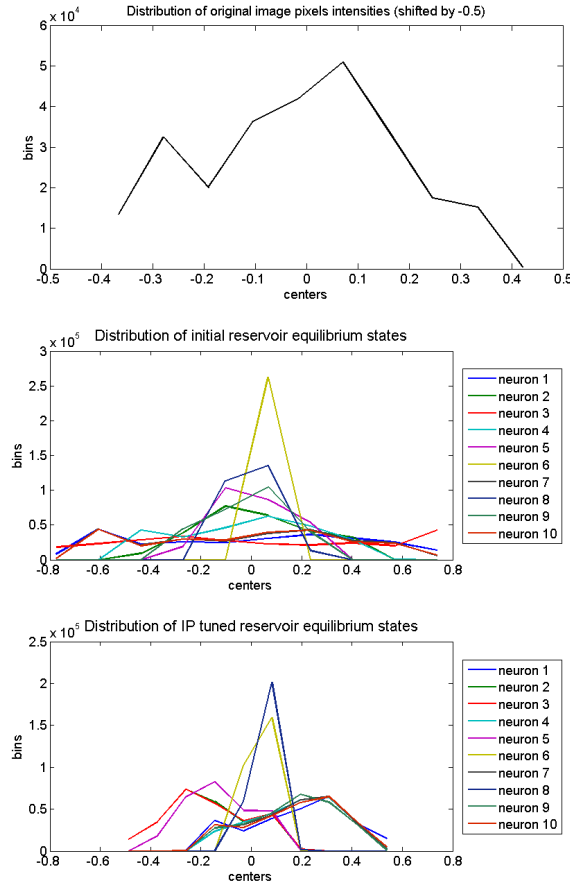 Distribution of original image pixels intensities (shifted by -0.5)
x 10^4
6
5
4
3
2
1
0
bins
-0.5 -0.4 -0.3 -0.2 -0.1 0 0.1 0.2 0.3 0.4 0.5
centers
Distribution of initial reservoir equilibrium states
x 10^5
3
2.5
2
1.5
1
0.5
0
bins
-0.8 -0.6 -0.4 -0.2 0 0.2 0.4 0.6 0.8
centers
neuron 1
neuron 2
neuron 3
neuron 4
neuron 5
neuron 6
neuron 7
neuron 8
neuron 9
neuron 10
Distribution of IP tuned reservoir equilibrium states
x 10^5
2.5
2
1.5
1
0.5
0
bins
-0.8 -0.6 -0.4 -0.2 0 0.2 0.4 0.6 0.8
centers
neuron 1
neuron 2
neuron 3
neuron 4
neuron 5
neuron 6
neuron 7
neuron 8
neuron 9
neuron 10